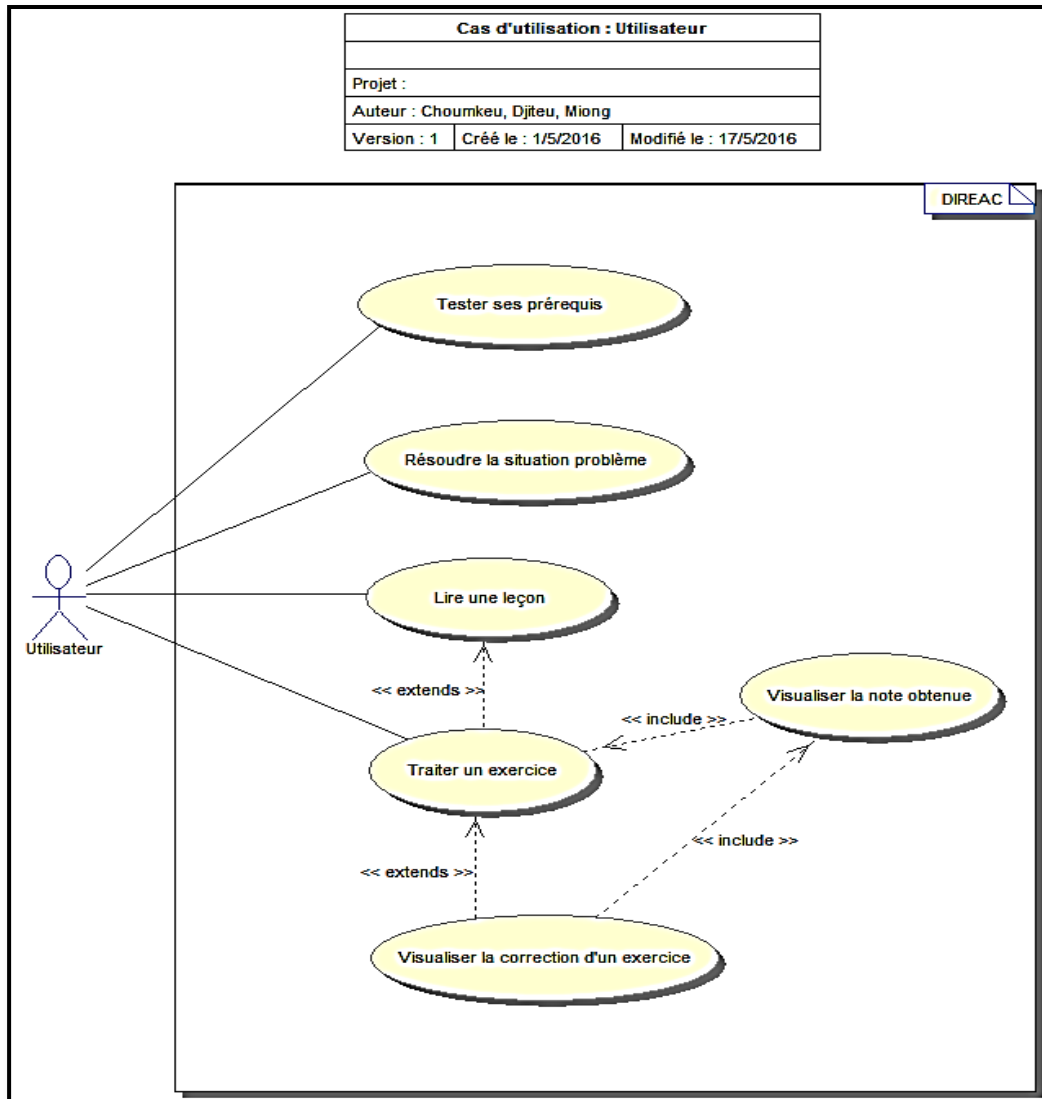 Cas d'utilisation : Utilisateur
Projet :
Auteur : Choumkeu, Djiteu, Miong
Version : 1 Créé le : 1/5/2016 Modifié le : 17/5/2016
DIREAC
Tester ses prérequis
Résoudre la situation problème
Lire une leçon
Utilisateur
<< extends >>
Visualiser la note obtenue
<< include >>
Traiter un exercice
<< include >>
<< extends >>
Visualiser la correction d'un exercice